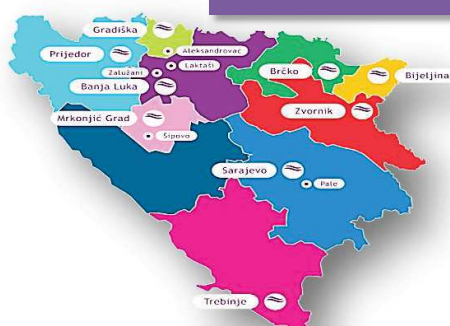 Gradiška
Aleksandrovac
Prijedor
Zalužani
Laktaši
Brčko
Bijeljina
Banja Luka
Mrkonjić Grad
Zvornik
Šipovo
Sarajevo
Pale
Trebinje